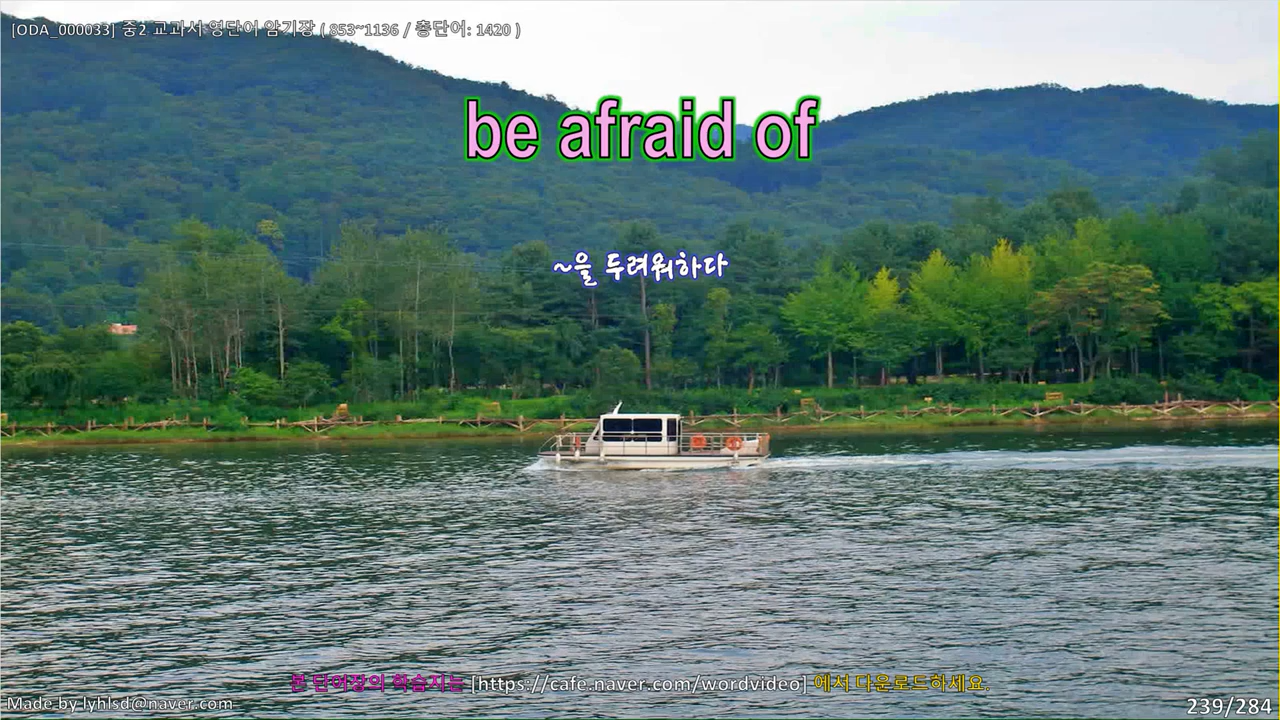 [ODA_000033] 중2 교과서 영단어 암기장 ( 853~1136 / 총단어: 1420 )
be afraid of
~을 두려워하다
본 단어장의 학습지는 [https://cafe.naver.com/wordvideo] 에서 다운로드하세요.
Made by lyhlsd@naver.com
239/284